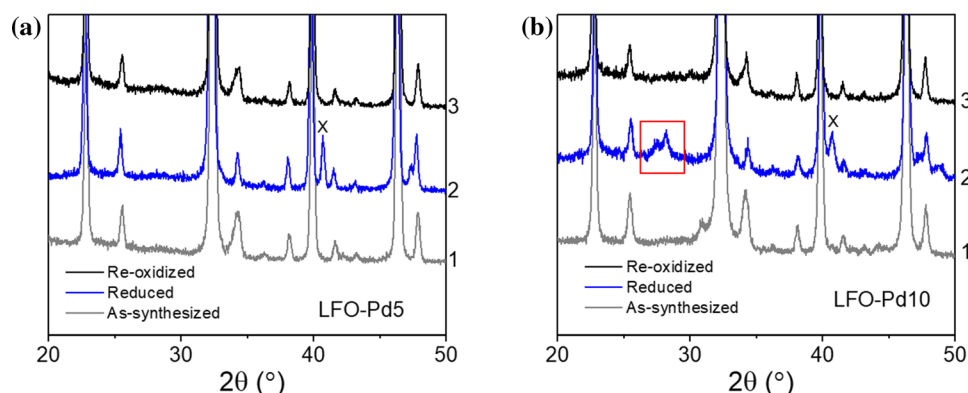 (a)
X
3
2
1
Re-oxidized
Reduced
As-synthesized
LFO-Pd5
20 30 40 50
2θ (°)
(b)
X
3
2
1
Re-oxidized
Reduced
As-synthesized
LFO-Pd10
20 30 40 50
2θ (°)